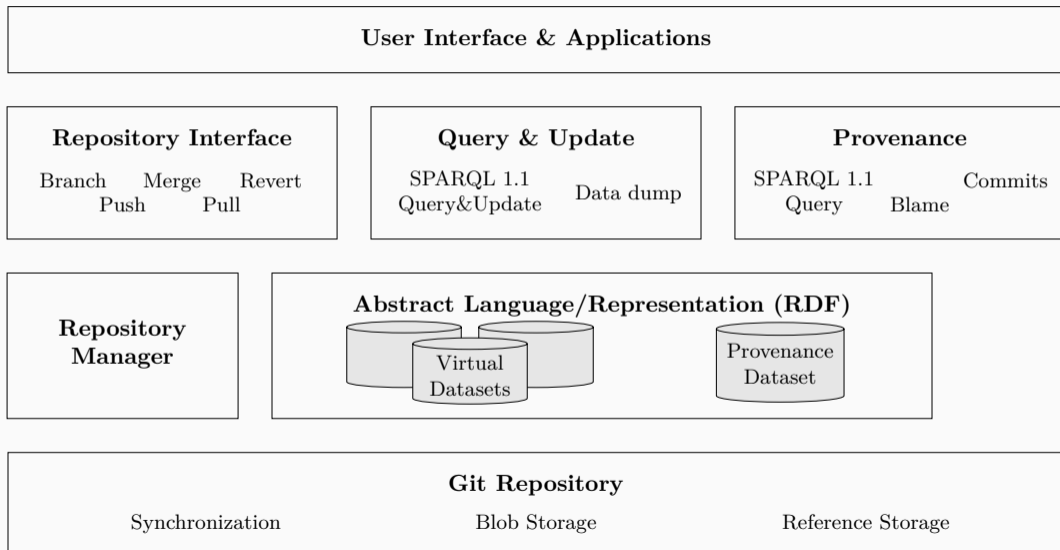 User Interface & Applications
Repository Interface
Branch Merge Revert
Push Pull
Query & Update
SPARQL 1.1
Query&Update
Data dump
Provenance
SPARQL 1.1
Query
Blame
Commits
Repository
Manager
Abstract Language/Representation (RDF)
Virtual
Datasets
Provenance
Dataset
Git Repository
Synchronization Blob Storage Reference Storage